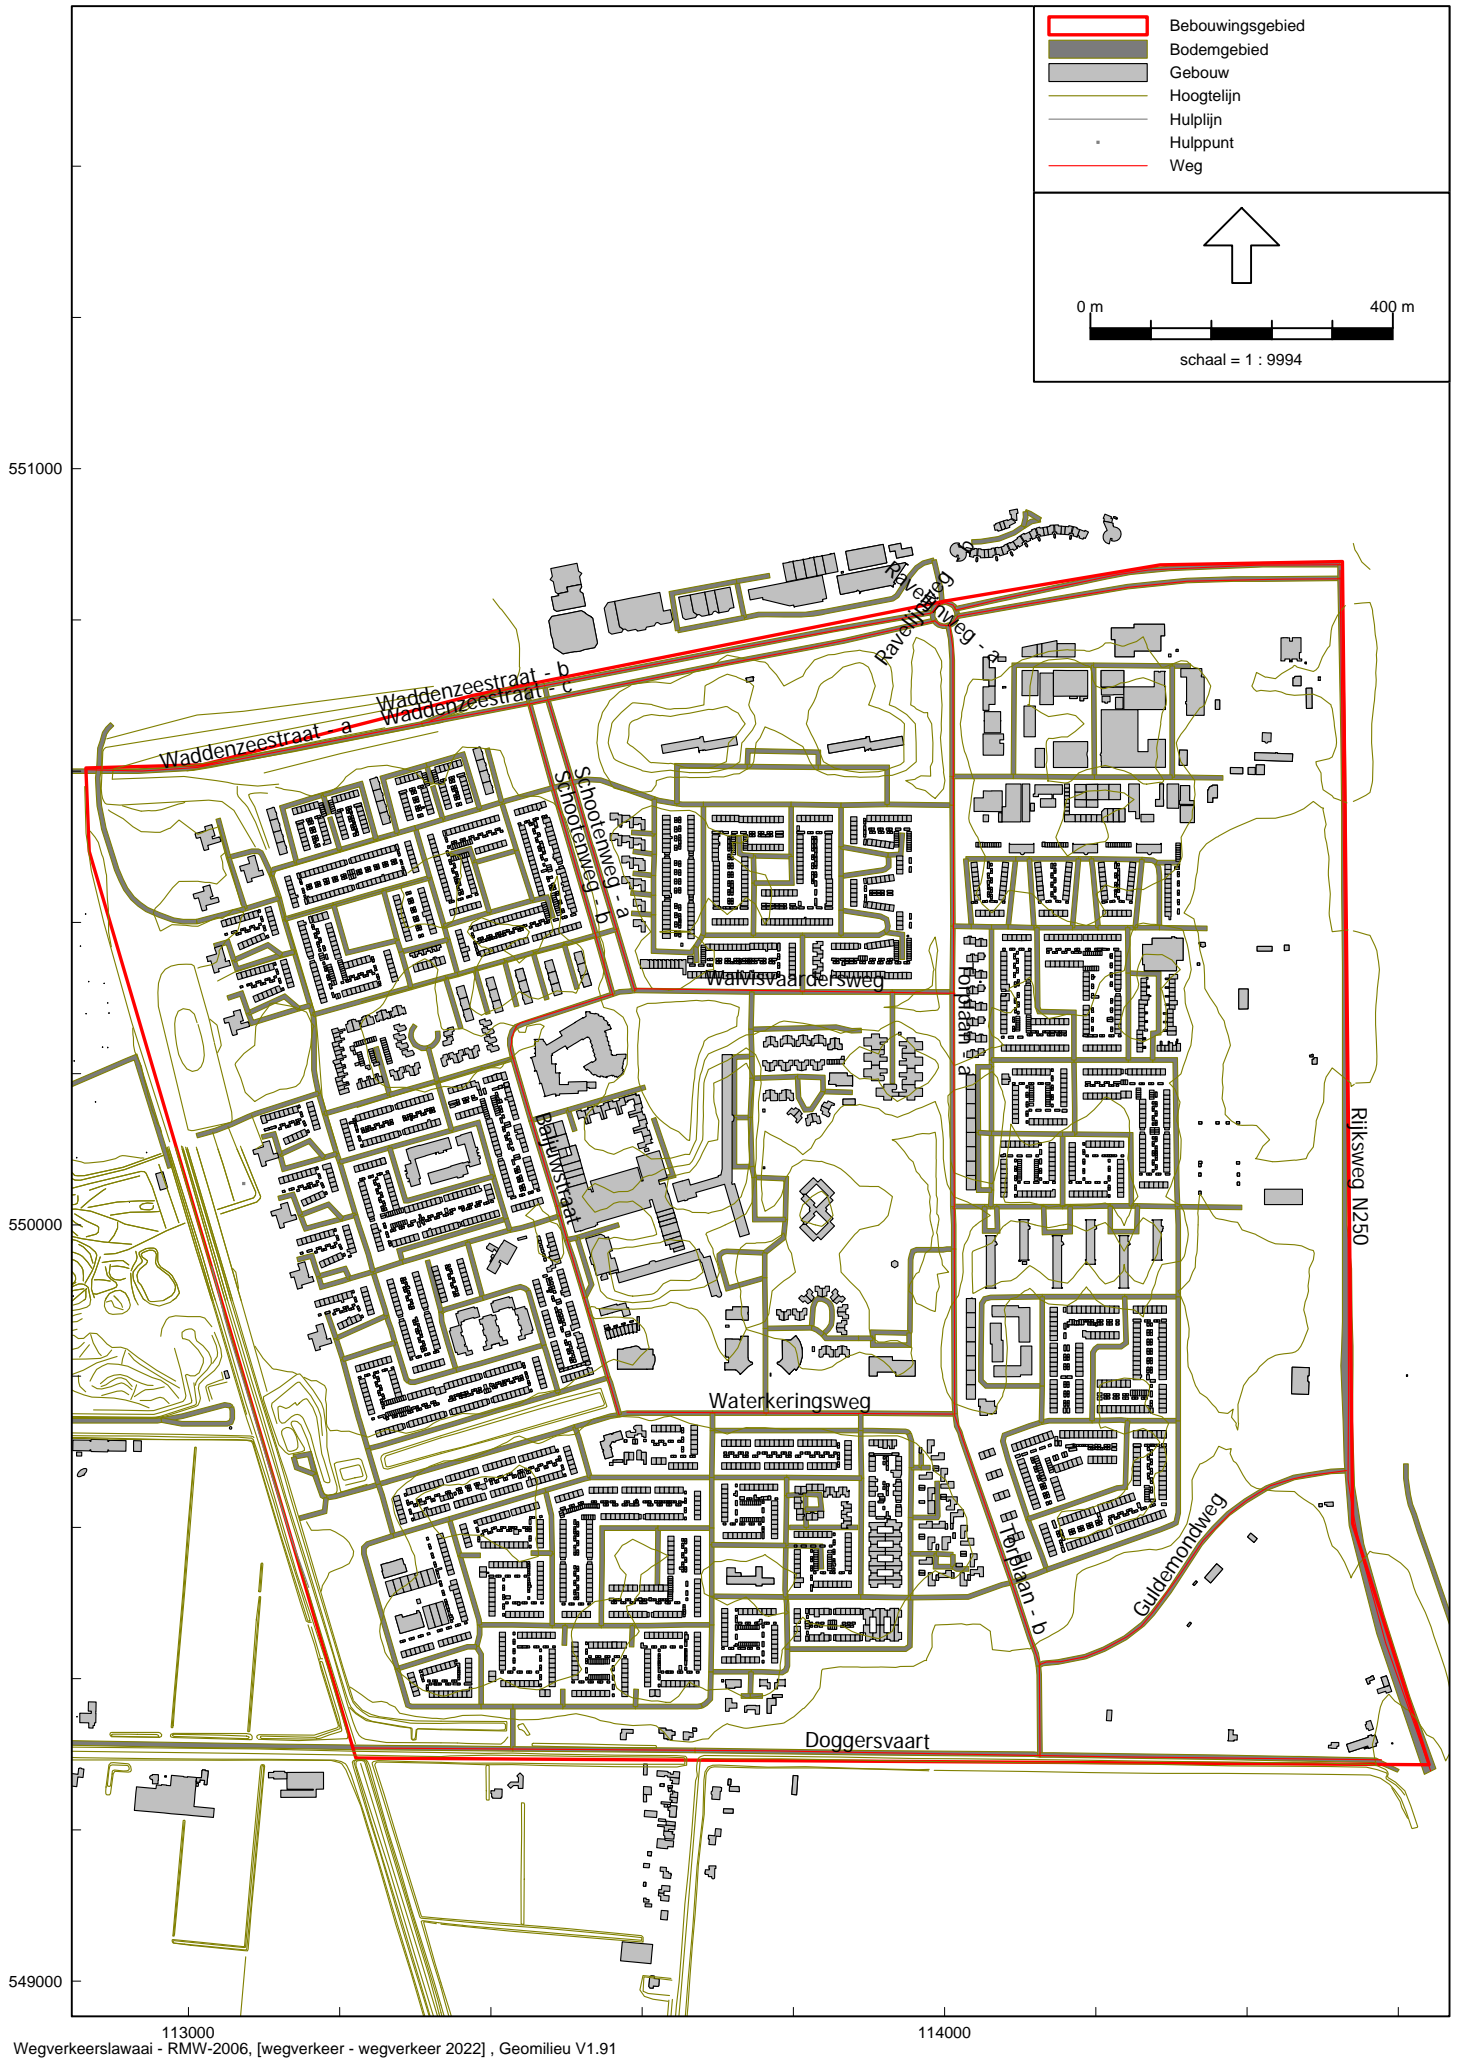 Bebouwingsgebied
Bodemgebied
Gebouw
Hoogtelijn
Hulplijn
Hulppunt
Weg
0 m
400 m
schaal = 1 : 9994
551000
Ravelijnweg - a
Waddenzeestraat - b
Waddenzeestraat - c
Waddenzeestraat - a
Schootenweg - a
Schootenweg - b
Walvisvaardersweg
Torplaan - a
Baljuwstraat
Rijksweg N250
550000
Waterkeringsweg
Guldemondweg
Torplaan - b
Doggersvaart
549000
113000
114000
Wegverkeerslawaai - RMW-2006, [wegverkeer - wegverkeer 2022] , Geomilieu V1.91